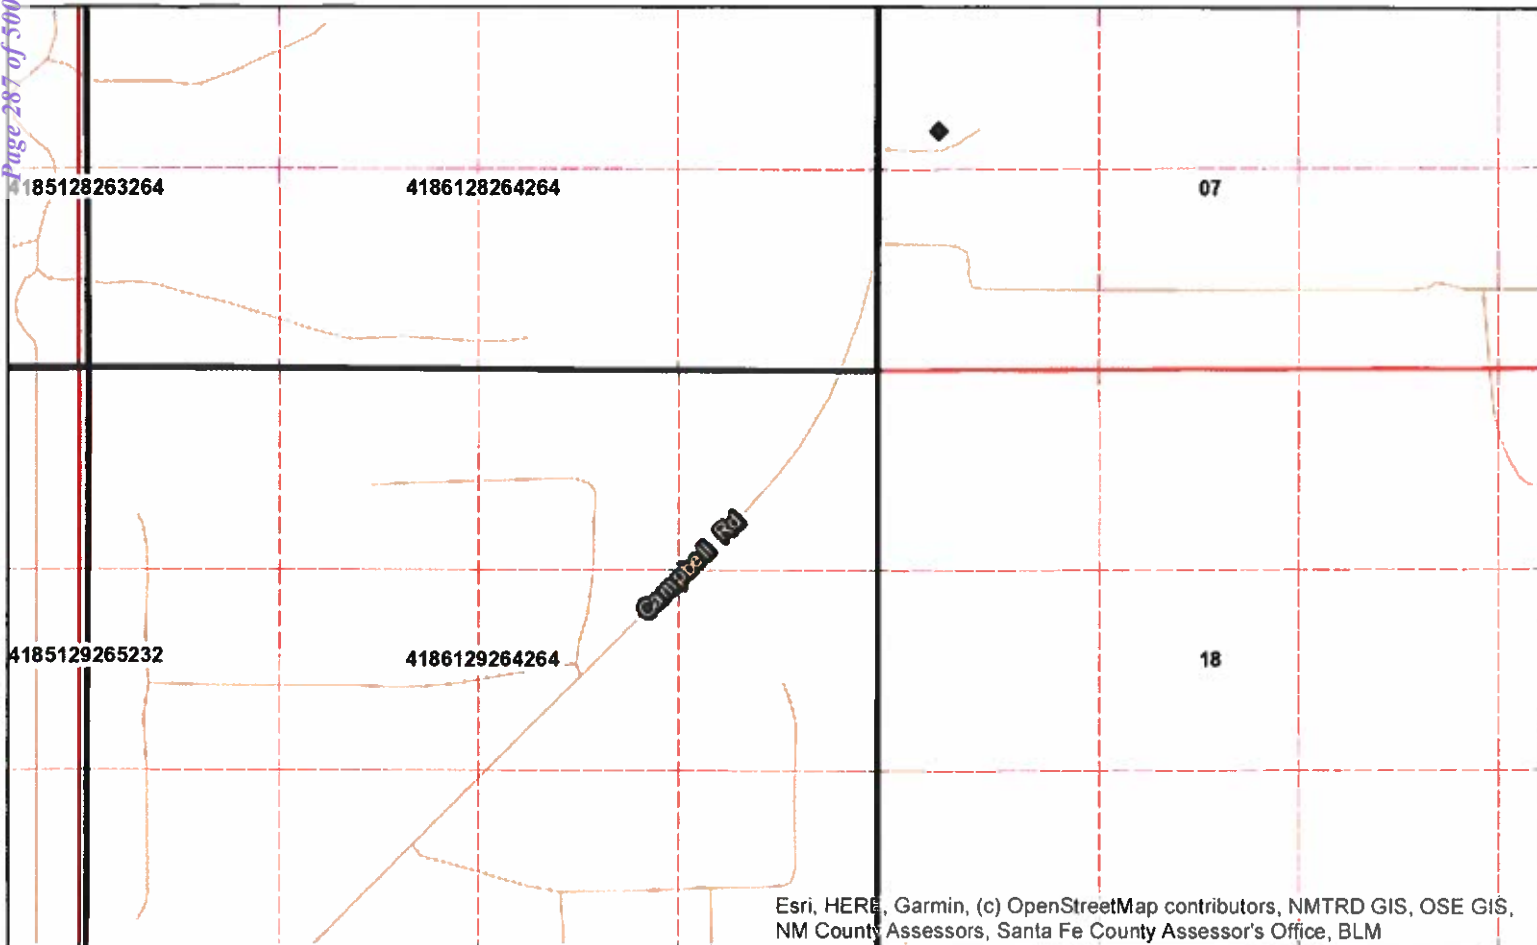 Page 287 of 500
4185128263264
4186128264264
07
Campbell Rd
4185129265232
4186129264264
18
Esri, HERE, Garmin, (c) OpenStreetMap contributors, NMTRD GIS, OSE GIS,
NM County Assessors, Santa Fe County Assessor's Office, BLM